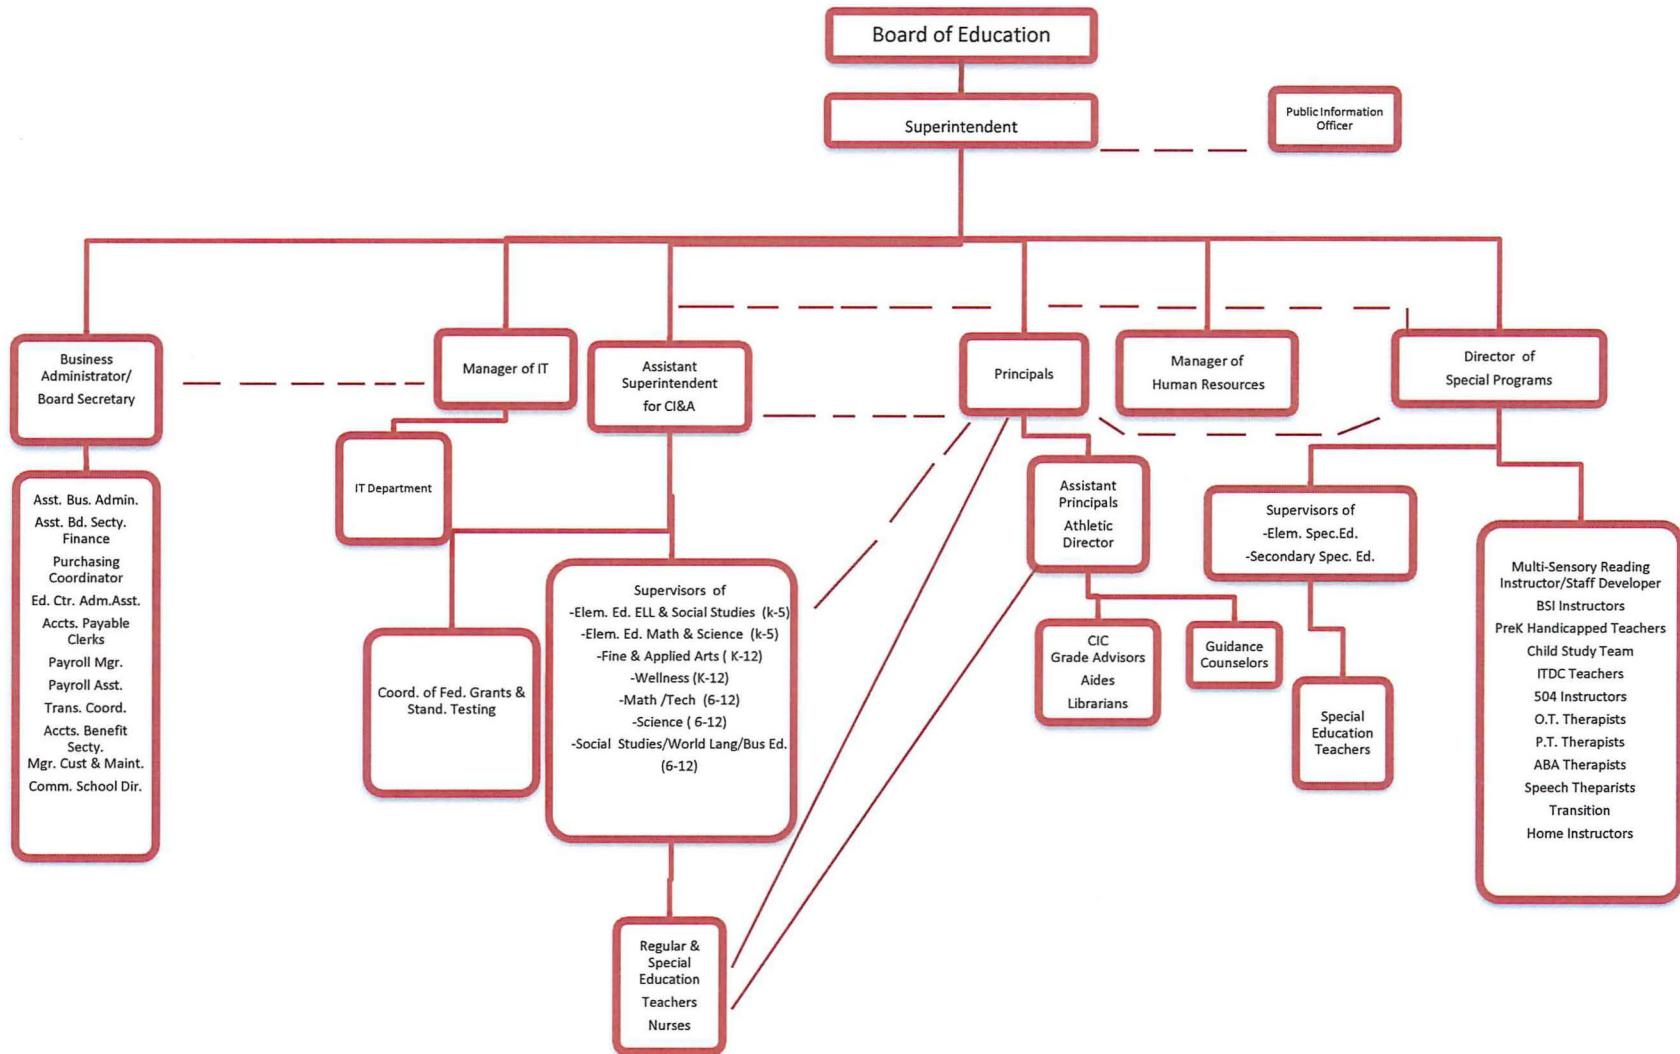 Board of Education
Superintendent
Public Information
Officer
Business
Administrator/
Board Secretary
Manager of IT
Assistant
Superintendent
for CI&A
Principals
Manager of
Human Resources
Director of
Special Programs
Asst. Bus. Admin.
Asst. Bd. Secty.
Finance
Purchasing
Coordinator
Ed. Ctr. Adm.Asst.
Accts. Payable
Clerks
Payroll Mgr.
Payroll Asst.
Trans. Coord.
Accts. Benefit
Secty.
Mgr. Cust & Maint.
Comm. School Dir.
IT Department
Coord. of Fed. Grants &
Stand. Testing
Supervisors of
-Elem. Ed. ELL & Social Studies (k-5)
-Elem. Ed. Math & Science (k-5)
-Fine & Applied Arts ( K-12)
-Wellness (K-12)
-Math /Tech (6-12)
-Science ( 6-12)
-Social Studies/World Lang/Bus Ed.
(6-12)
Regular &
Special
Education
Teachers
Nurses
Assistant
Principals
Athletic
Director
CIC
Grade Advisors
Aides
Librarians
Guidance
Counselors
Supervisors of
-Elem. Spec.Ed.
-Secondary Spec. Ed.
Special
Education
Teachers
Multi-Sensory Reading
Instructor/Staff Developer
BSI Instructors
PreK Handicapped Teachers
Child Study Team
ITDC Teachers
504 Instructors
O.T. Therapists
P.T. Therapists
ABA Therapists
Speech Theparists
Transition
Home Instructors